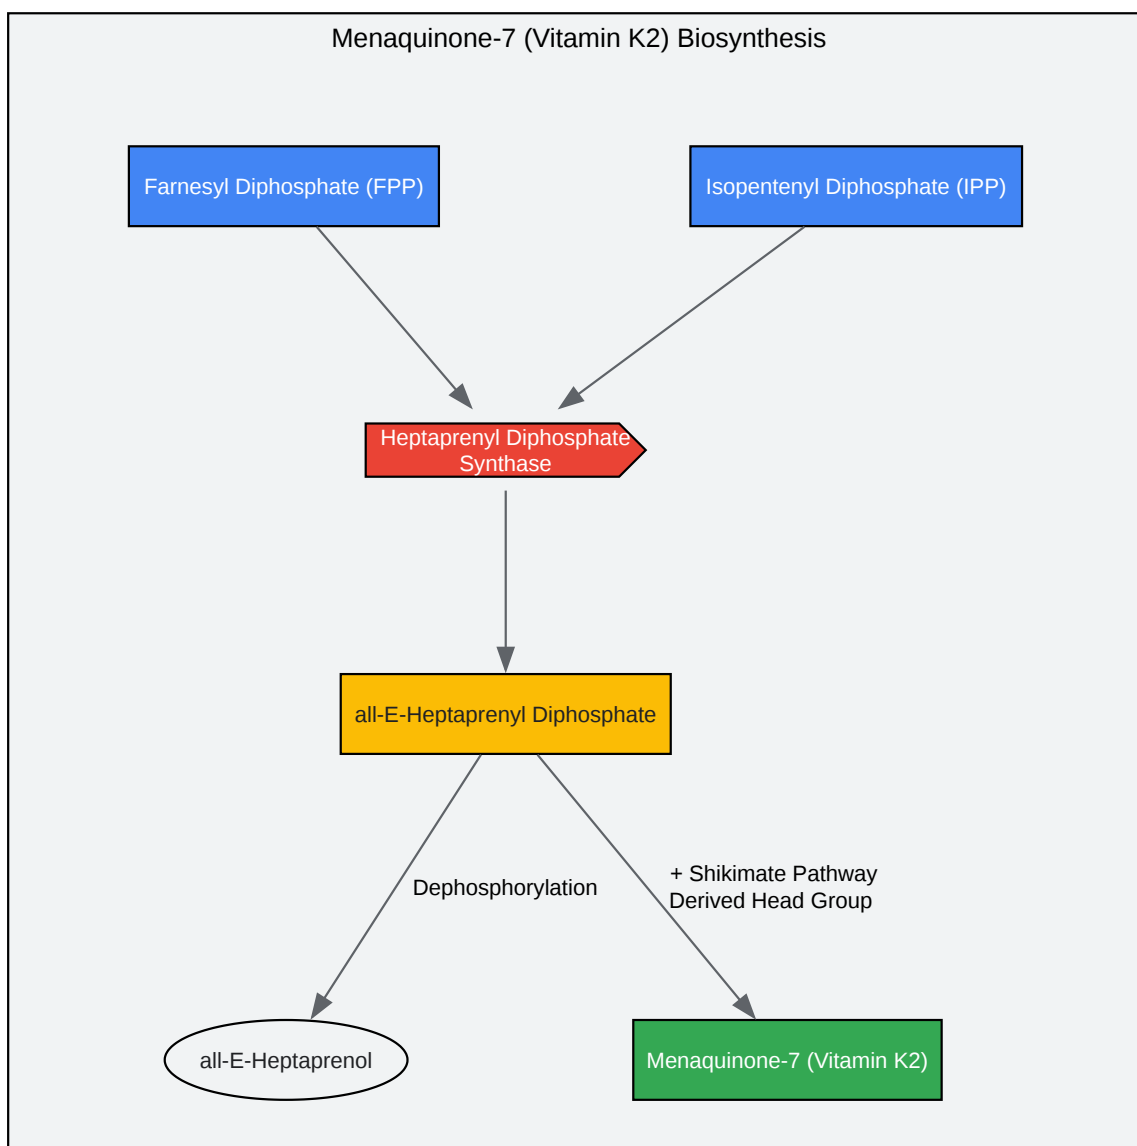 Menaquinone-7 (Vitamin K2) Biosynthesis
Farnesyl Diphosphate (FPP)
Isopentenyl Diphosphate (IPP)
Heptaprenyl Diphosphate
Synthase
all-E-Heptaprenyl Diphosphate
Dephosphorylation
+ Shikimate Pathway
Derived Head Group
all-E-Heptaprenol
Menaquinone-7 (Vitamin K2)